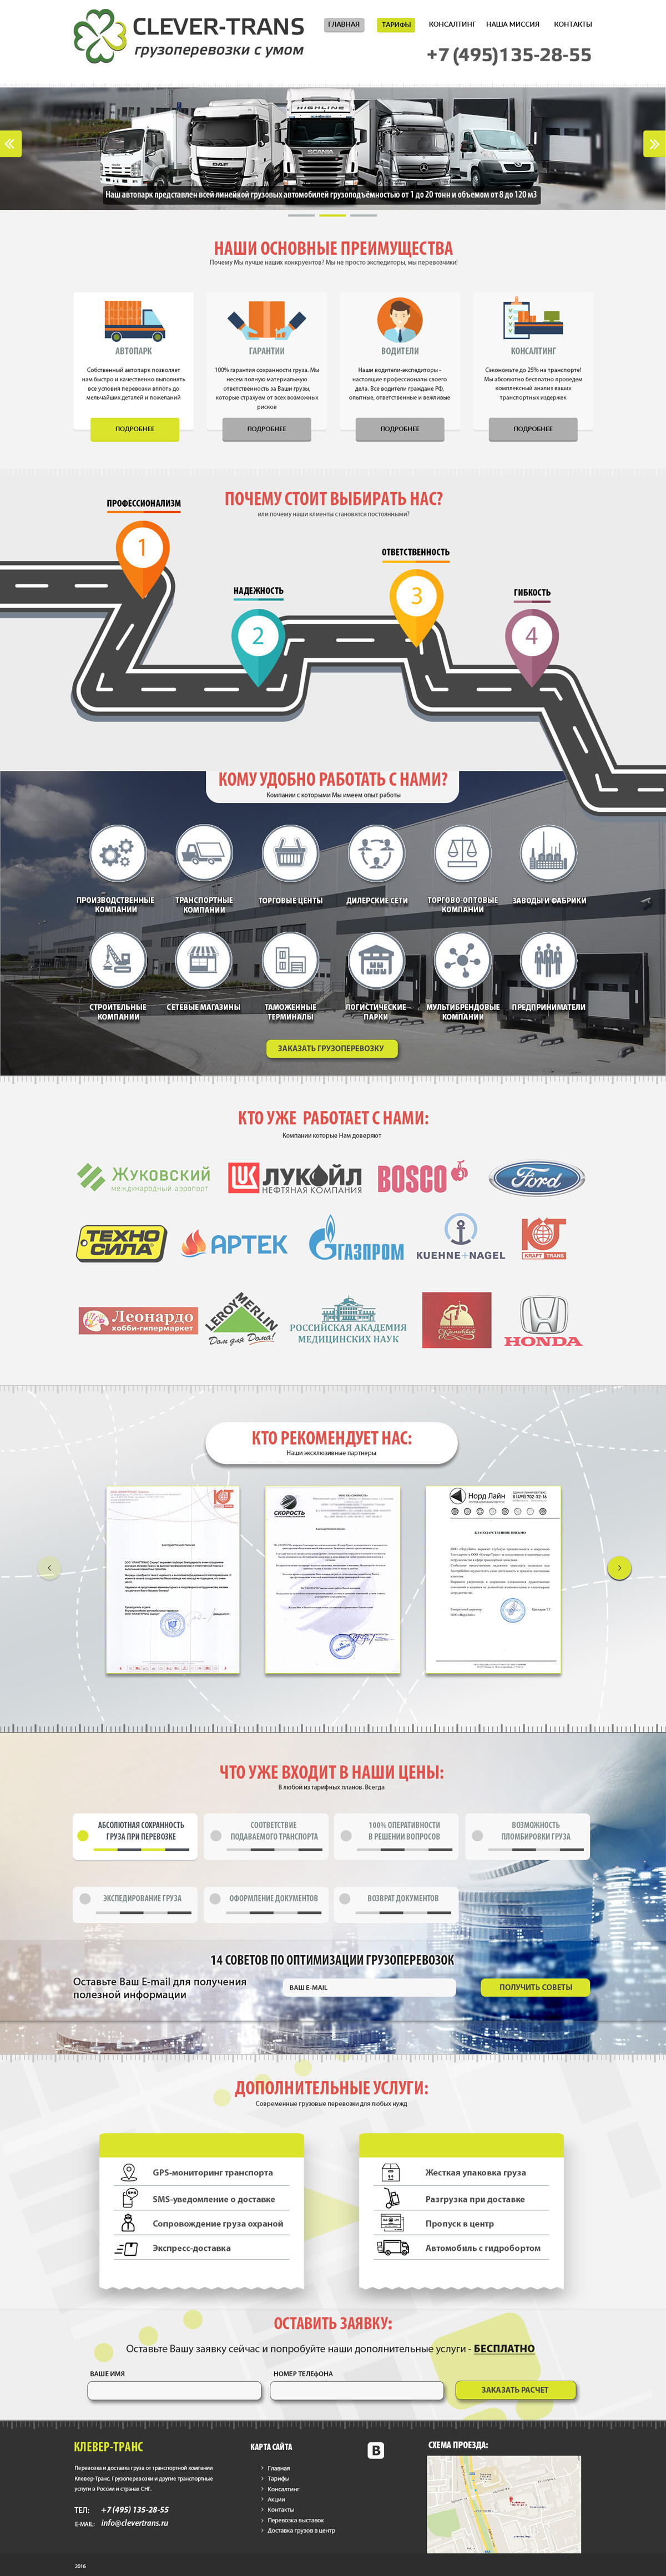 CLEVER-TRANS
грузоперевозки с умом
ГЛАВНАЯ
ТАРИФЫ
КОНСАЛТИНГ
НАША МИССИЯ
КОНТАКТЫ
+7 (495)135-28-55
HIGHLINE
DAF
SCANIA
Наш автопарк представлен всей линейкой грузовых автомобилей грузоподъёмностью от 1 до 20 тонн и объемом от 8 до 120 м3
НАШИ ОСНОВНЫЕ ПРЕИМУЩЕСТВА
Почему Мы лучше наших конкруентов? Мы не просто экспедиторы, мы перевозчики!
АВТОПАРК
Собственный автопарк позволяет
нам быстро и качественно выполнять
все условия перевозки вплоть до
мельчайших деталей и пожеланий
ПОДРОБНЕЕ
ГАРАНТИИ
100% гарантия сохранности груза. Мы
несем полную материальную
ответственность за Ваши грузы,
которые страхуем от всех возможных
рисков
ПОДРОБНЕЕ
ВОДИТЕЛИ
Наши водители-экспедиторы -
настоящие профессионалы своего
дела. Все водители граждане РФ,
опытные, ответственные и вежливые
ПОДРОБНЕЕ
КОНСАЛТИНГ
Сэкономьте до 25% на транспорте!
Мы абсолютно бесплатно проведем
комплексный анализ ваших
транспортных издержек
ПОДРОБНЕЕ
ПОЧЕМУ СТОИТ ВЫБИРАТЬ НАС?
или почему наши клиенты становятся постоянными?
ПРОФЕССИОНАЛИЗМ
1
НАДЕЖНОСТЬ
2
ОТВЕТСТВЕННОСТЬ
3
ГИБКОСТЬ
4
КОМУ УДОБНО РАБОТАТЬ С НАМИ?
Компании с которыми Мы имеем опыт работы
ПРОИЗВОДСТВЕННЫЕ
КОМПАНИИ
ТРАНСПОРТНЫЕ
КОМПАНИИ
ТОРГОВЫЕ ЦЕНТЫ
ДИЛЕРСКИЕ СЕТИ
ТОРГОВО-ОПТОВЫЕ
КОМПАНИИ
ЗАВОДЫ И ФАБРИКИ
СТРОИТЕЛЬНЫЕ
КОМПАНИИ
СЕТЕВЫЕ МАГАЗИНЫ
ТАМОЖЕННЫЕ
ТЕРМИНАЛЫ
ЛОГИСТИЧЕСКИЕ
ПАРКИ
МУЛЬТИБРЕНДОВЫЕ
КОМПАНИИ
ПРЕДПРИНИМАТЕЛИ
ЗАКАЗАТЬ ГРУЗОПЕРЕВОЗКУ
КТО УЖЕ РАБОТАЕТ С НАМИ:
Компании которые Нам доверяют
ЖУКОВСКИЙ
международный аэропорт
ЛУКОЙЛ
НЕФТЯНАЯ КОМПАНИЯ
BOSCO
Ford
ТЕХНО
СИЛА
АРТЕК
ГАЗПРОМ
KUEHNE+NAGEL
KRAFT TRANS
Леонардо
хобби-гипермаркет
LEROY MERLIN
Дом для Дома!
РОССИЙСКАЯ АКАДЕМИЯ
МЕДИЦИНСКИХ НАУК
HONDA
КТО РЕКОМЕНДУЕТ НАС:
Наши эксклюзивные партнеры
СКОРОСТЬ
Норд Лайн
8 (499) 702-32-16
БЛАГОДАРСТВЕННОЕ ПИСЬМО
ЧТО УЖЕ ВХОДИТ В НАШИ ЦЕНЫ:
В любой из тарифных планов. Всегда
АБСОЛЮТНАЯ СОХРАННОСТЬ
ГРУЗА ПРИ ПЕРЕВОЗКЕ
СООТВЕТСТВИЕ
ПОДАВАЕМОГО ТРАНСПОРТА
100% ОПЕРАТИВНОСТИ
В РЕШЕНИИ ВОПРОСОВ
ВОЗМОЖНОСТЬ
ПЛОМБИРОВКИ ГРУЗА
ЭКСПЕДИРОВАНИЕ ГРУЗА
ОФОРМЛЕНИЕ ДОКУМЕНТОВ
ВОЗВРАТ ДОКУМЕНТОВ
14 СОВЕТОВ ПО ОПТИМИЗАЦИИ ГРУЗОПЕРЕВОЗОК
Оставьте Ваш E-mail для получения
полезной информации
ВАШ E-MAIL
ПОЛУЧИТЬ СОВЕТЫ
ДОПОЛНИТЕЛЬНЫЕ УСЛУГИ:
Современные грузовые перевозки для любых нужд
GPS-мониторинг транспорта
SMS-уведомление о доставке
Сопровождение груза охраной
Экспресс-доставка
Жесткая упаковка груза
Разгрузка при доставке
Пропуск в центр
Автомобиль с гидробортом
ОСТАВИТЬ ЗАЯВКУ:
Оставьте Вашу заявку сейчас и попробуйте наши дополнительные услуги - БЕСПЛАТНО
ВАШЕ ИМЯ
НОМЕР ТЕЛЕФОНА
ЗАКАЗАТЬ РАСЧЕТ
КЛЕВЕР-ТРАНС
Перевозка и доставка груза от транспортной компании
Клевер-Транс. Грузоперевозки и другие транспортные
услуги в России и странах СНГ.
ТЕЛ: +7 (495) 135-28-55
E-MAIL: info@clevertrans.ru
КАРТА САЙТА
Главная
Тарифы
Консалтинг
Акции
Контакты
Перевозка выставок
Доставка грузов в центр
В
СХЕМА ПРОЕЗДА:
2016